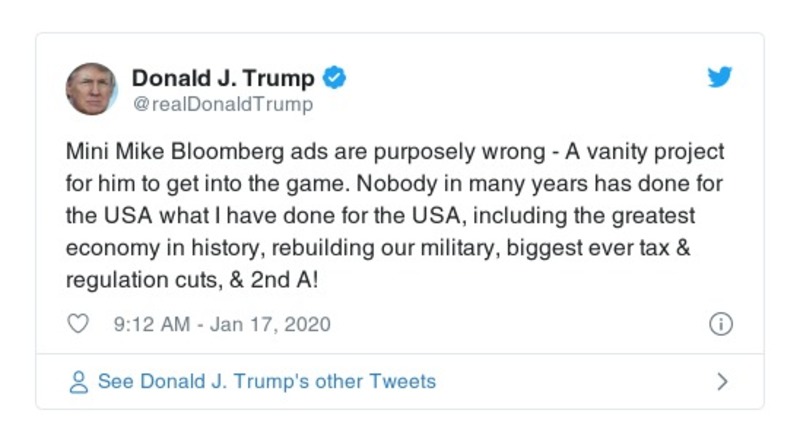 Donald J. Trump
@realDonaldTrump
Mini Mike Bloomberg ads are purposely wrong - A vanity project
for him to get into the game. Nobody in many years has done for
the USA what I have done for the USA, including the greatest
economy in history, rebuilding our military, biggest ever tax &
regulation cuts, & 2nd A!
9:12 AM - Jan 17, 2020
See Donald J. Trump's other Tweets